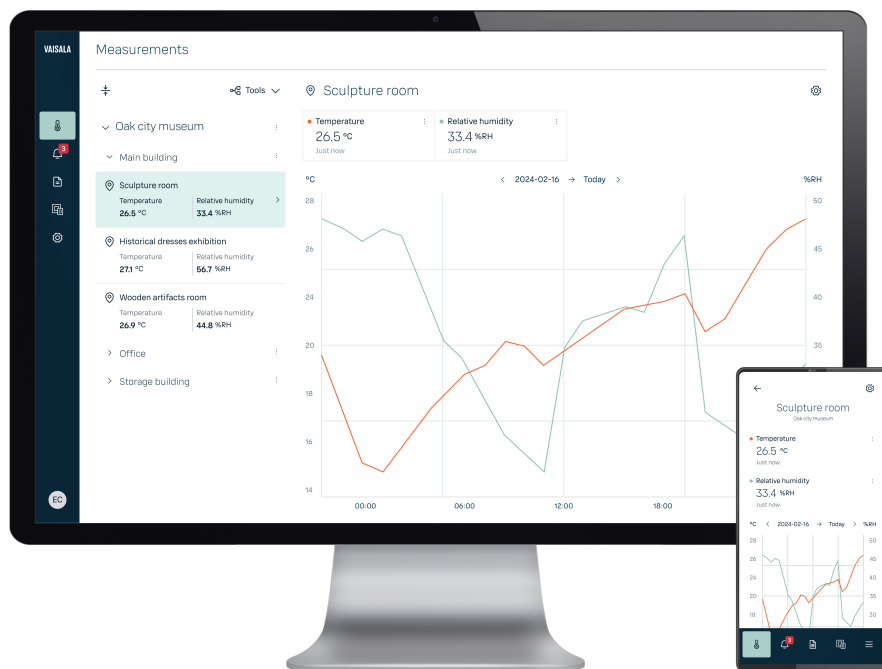 VAISALA
Measurements
Tools
Sculpture room
Oak city museum
Main building
Sculpture room
Temperature
Relative humidity
26.5 °C
33.4 %RH
Historical dresses exhibition
Temperature
Relative humidity
27.1 °C
56.7 %RH
Wooden artifacts room
Temperature
Relative humidity
26.9 °C
44.8 %RH
Office
Storage building
3
EC
Temperature
26.5 °C
Just now
Relative humidity
33.4 %RH
Just now
°C
2024-02-16 → Today
%RH
28
26
24
20
18
16
14
50
45
40
35
00:00
06:00
12:00
18:00
Sculpture room
Oak city museum
Temperature
26.5 °C
Just now
Relative humidity
33.4 %RH
Just now
°C
2024-02-16 → Today
%RH
28
26
24
20
18
50
45
40
35
30
3